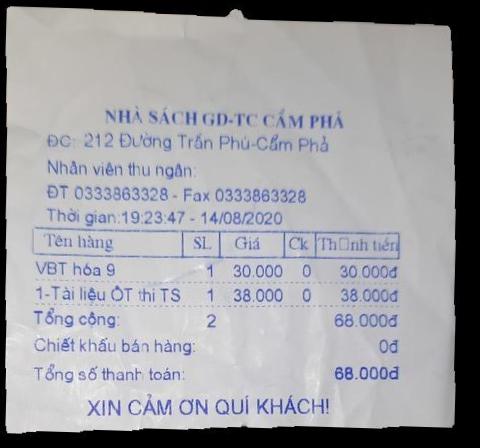 NHÀ SÁCH GD-TC CẨM PHẢ
ĐC: 212 Đường Trần Phú-Cẩm Phả
Nhân viên thu ngân:
ĐT 0333863328 - Fax 0333863328
Thời gian:19:23:47 - 14/08/2020
Tên hàng SL Giá Ck Th□nh tiền
VBT hóa 9 1 30.000 0 30.000đ
1-Tài liệu ÔT thi TS 1 38.000 0 38.000đ
Tổng cộng: 2 68.000đ
Chiết khấu bán hàng: 0đ
Tổng số thanh toán: 68.000đ
XIN CẢM ƠN QUÍ KHÁCH!